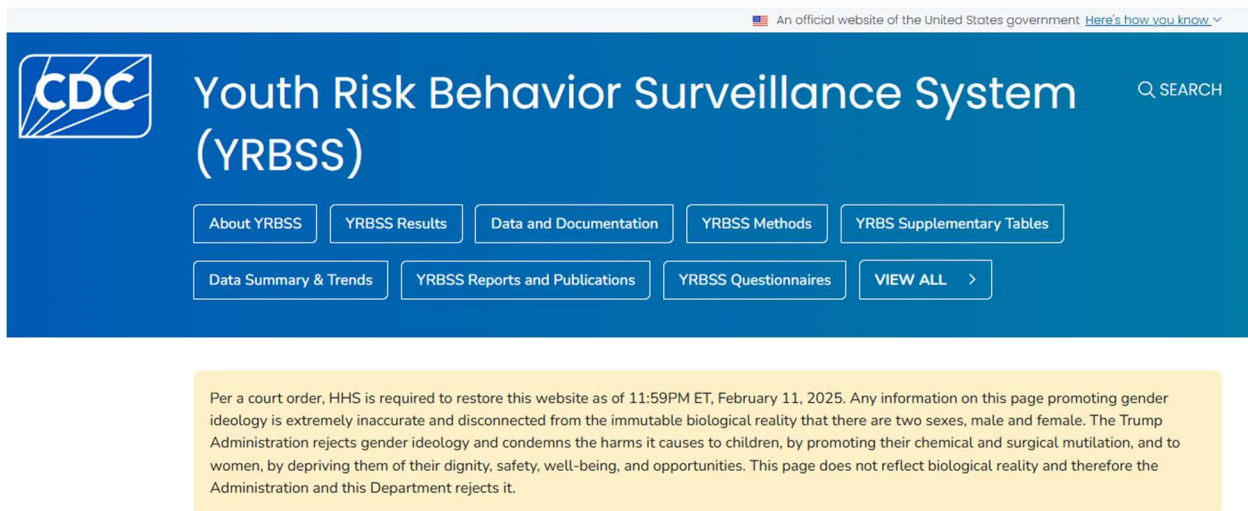 An official website of the United States government Here's how you know
CDC
Youth Risk Behavior Surveillance System
(YRBSS)
SEARCH
About YRBSS
YRBSS Results
Data and Documentation
YRBSS Methods
YRBS Supplementary Tables
Data Summary & Trends
YRBSS Reports and Publications
YRBSS Questionnaires
VIEW ALL
Per a court order, HHS is required to restore this website as of 11:59PM ET, February 11, 2025. Any information on this page promoting gender
ideology is extremely inaccurate and disconnected from the immutable biological reality that there are two sexes, male and female. The Trump
Administration rejects gender ideology and condemns the harms it causes to children, by promoting their chemical and surgical mutilation, and to
women, by depriving them of their dignity, safety, well-being, and opportunities. This page does not reflect biological reality and therefore the
Administration and this Department rejects it.